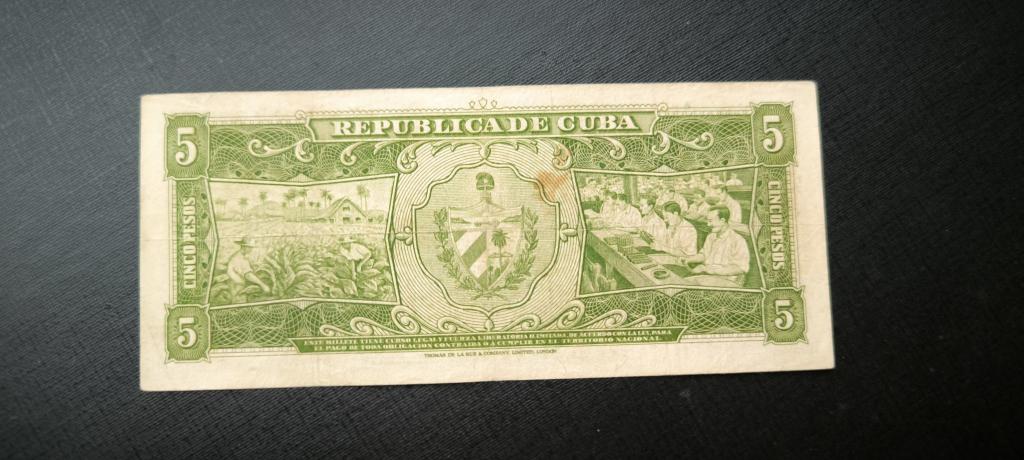 5
REPUBLICA DE CUBA
5
CINCO PESOS
CINCO PESOS
5
5
ESTE BILLETE TIENE CURSO LEGAL Y FUERZA LIBERATORIA ILIMITADA, DE ACUERDO CON LA LEY, PARA
EL PAGO DE TODA OBLIGACION CONTRAIDA O A CUMPLIR EN EL TERRITORIO NACIONAL
THOMAS DE LA RUE & COMPANY, LIMITED, LONDON